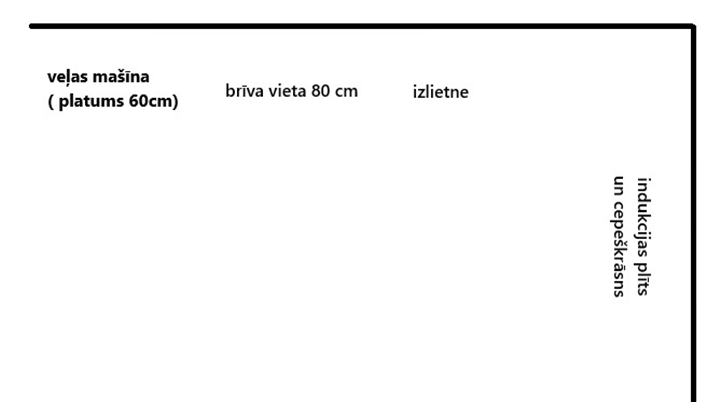 veļas mašīna
( platums 60cm)
brīva vieta 80 cm
izlietne
indukcijas plīts
un cepeškrāsns